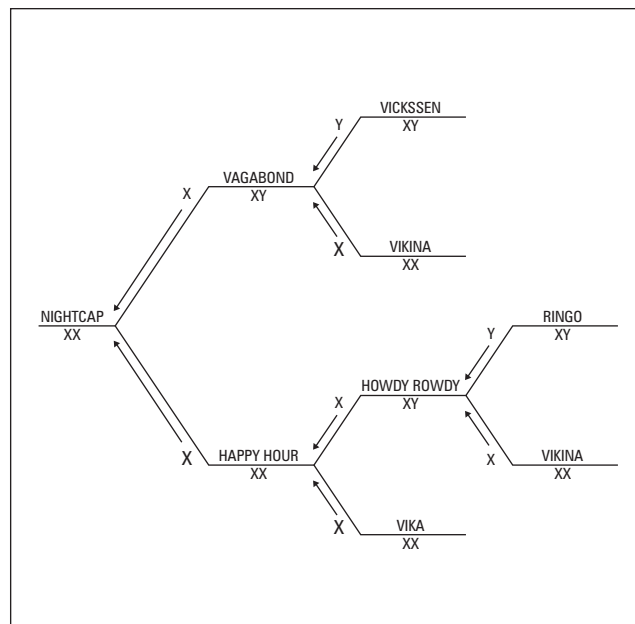 VICKSSEN
Y
XY
X
VAGABOND
XY
X
VIKINA
XX
NIGHTCAP
XX
RINGO
Y
XY
HOWDY ROWDY
X
XY
X
HAPPY HOUR
XX
X
VIKINA
XX
X
VIKA
XX